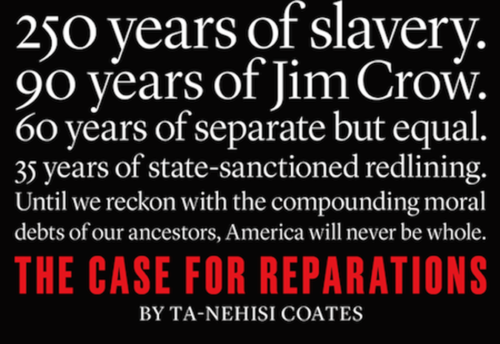 250 years of slavery.
90 years of Jim Crow.
60 years of separate but equal.
35 years of state-sanctioned redlining.
Until we reckon with the compounding moral
debts of our ancestors, America will never be whole.
THE CASE FOR REPARATIONS
BY TA-NEHISI COATES